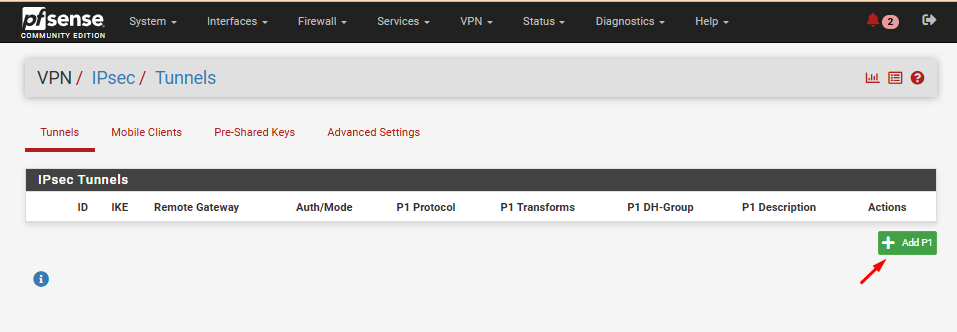 pfsense System Interfaces Firewall Services VPN Status Diagnostics Help 2
COMMUNITY EDITION
VPN / IPsec / Tunnels
Tunnels Mobile Clients Pre-Shared Keys Advanced Settings
IPsec Tunnels
ID IKE Remote Gateway Auth/Mode P1 Protocol P1 Transforms P1 DH-Group P1 Description Actions
Add P1